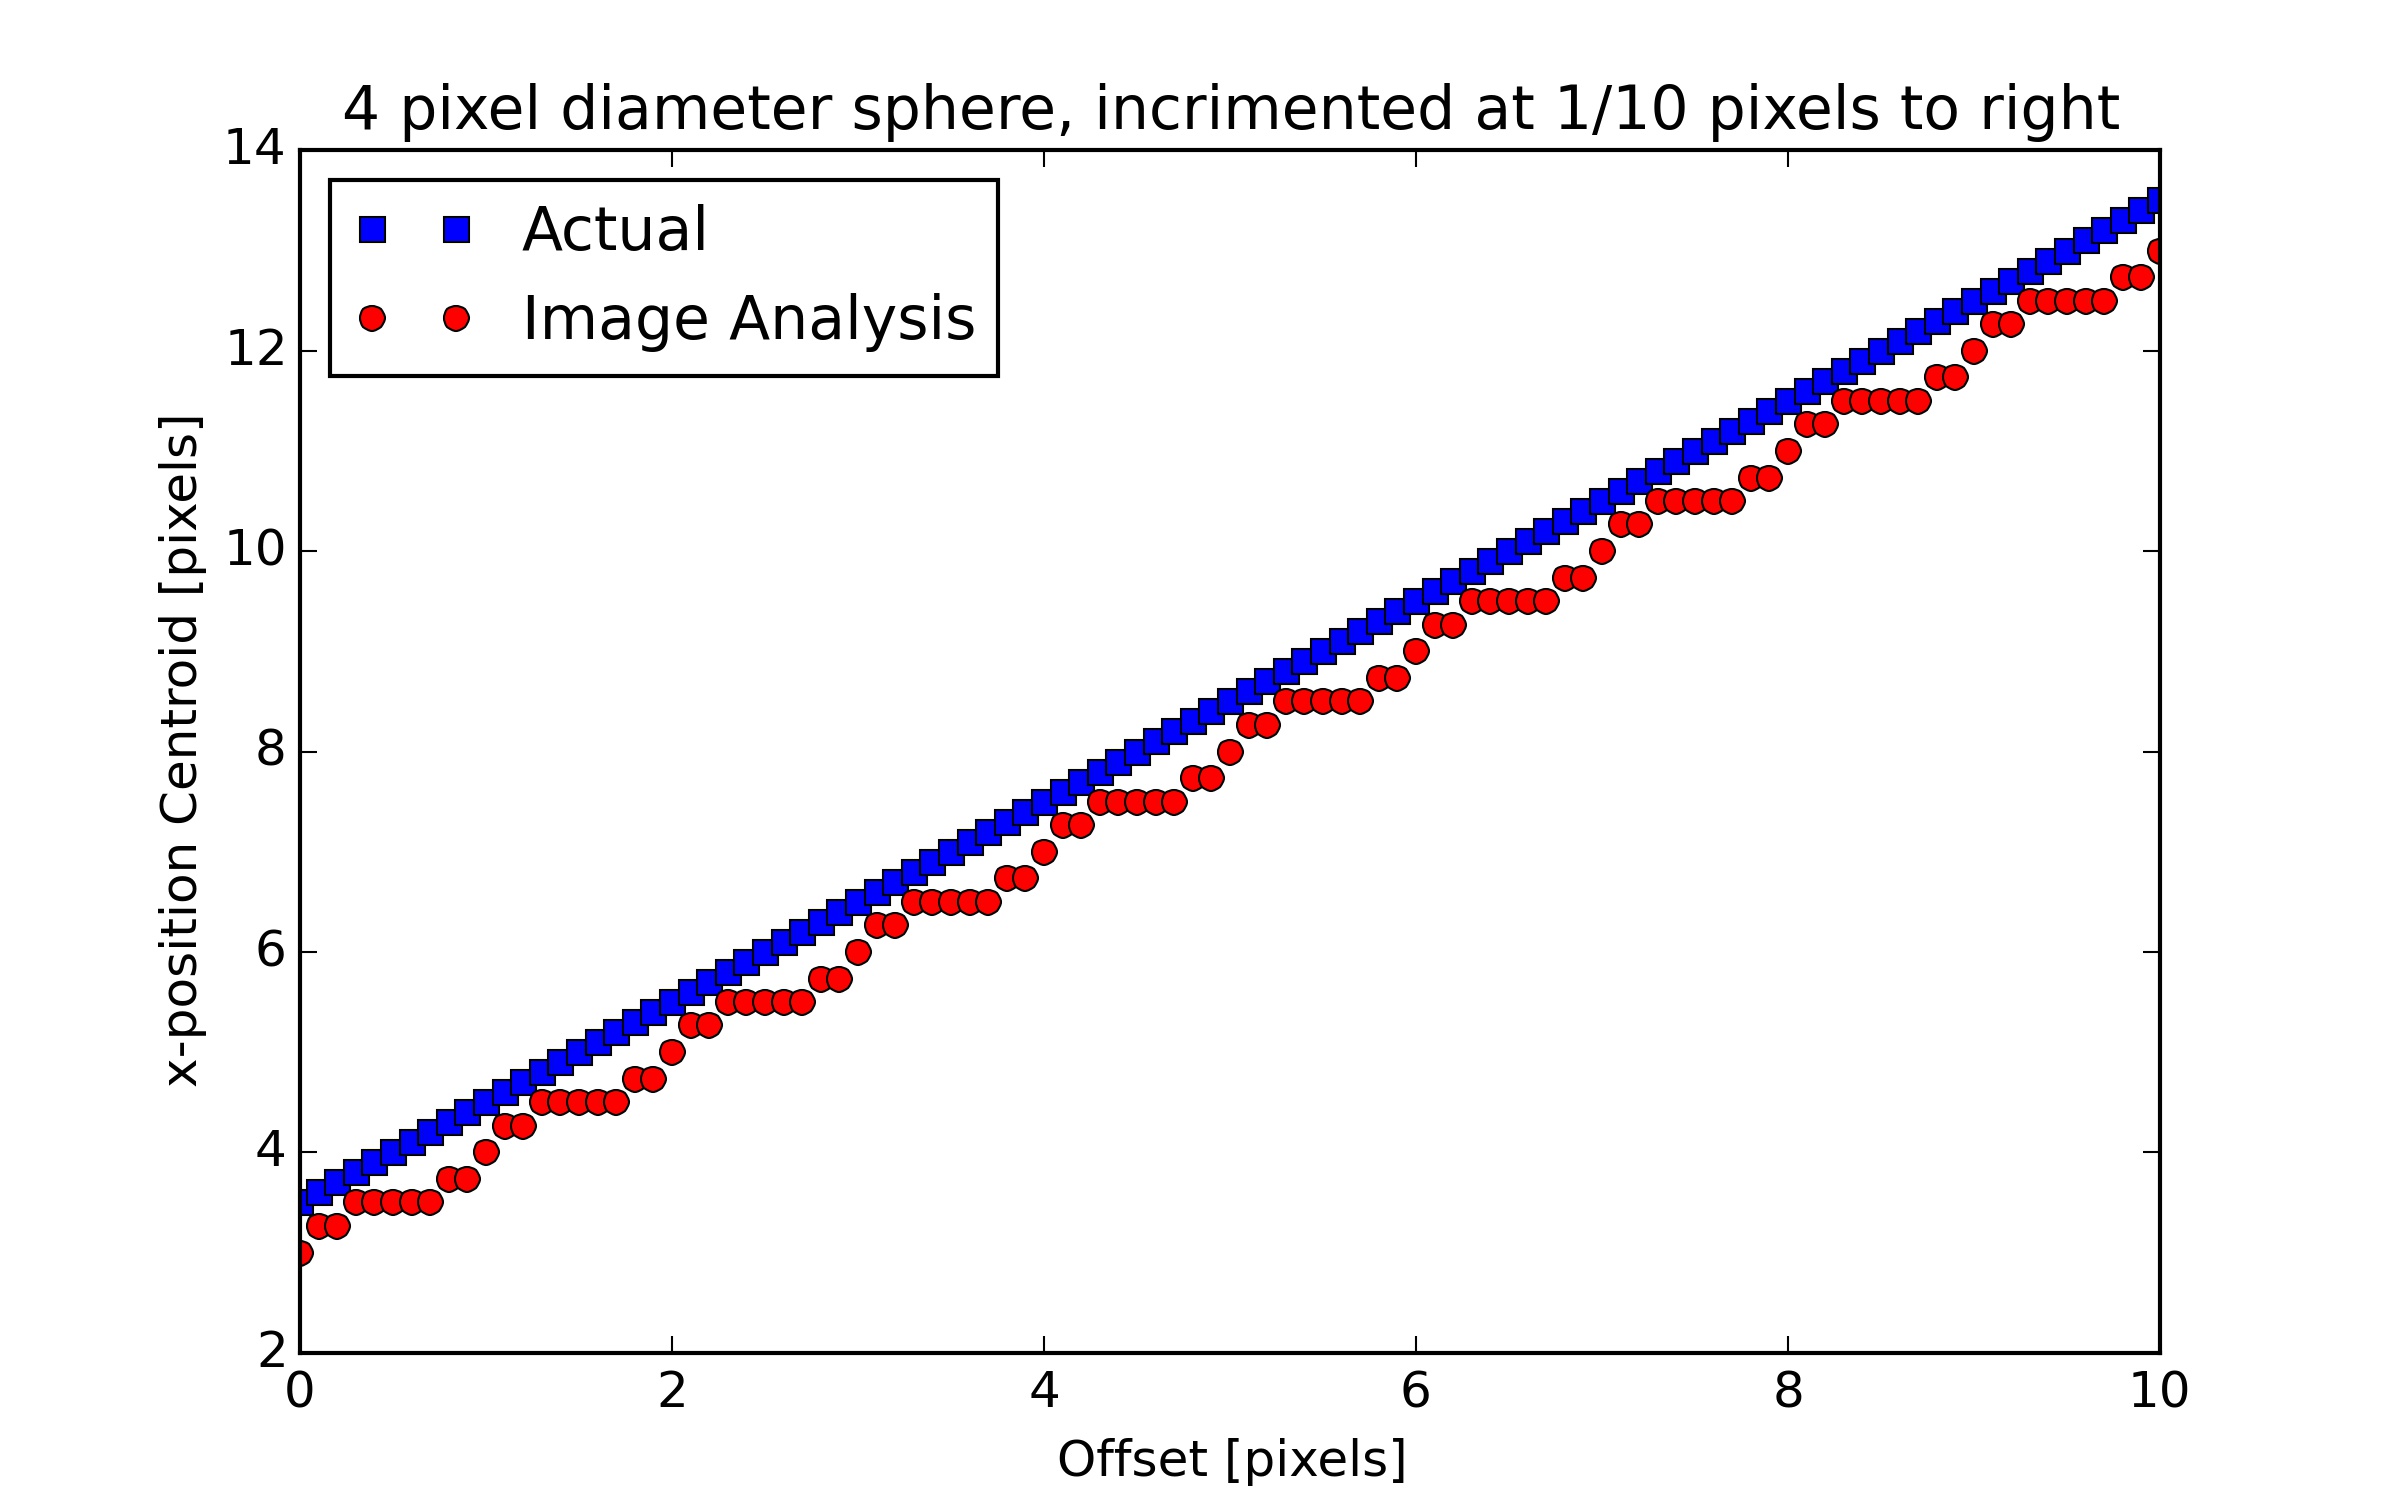 4 pixel diameter sphere, incrimented at 1/10 pixels to right
14
12
10
8
6
4
2
x-position Centroid [pixels]
Actual
Image Analysis
0 2 4 6 8 10
Offset [pixels]